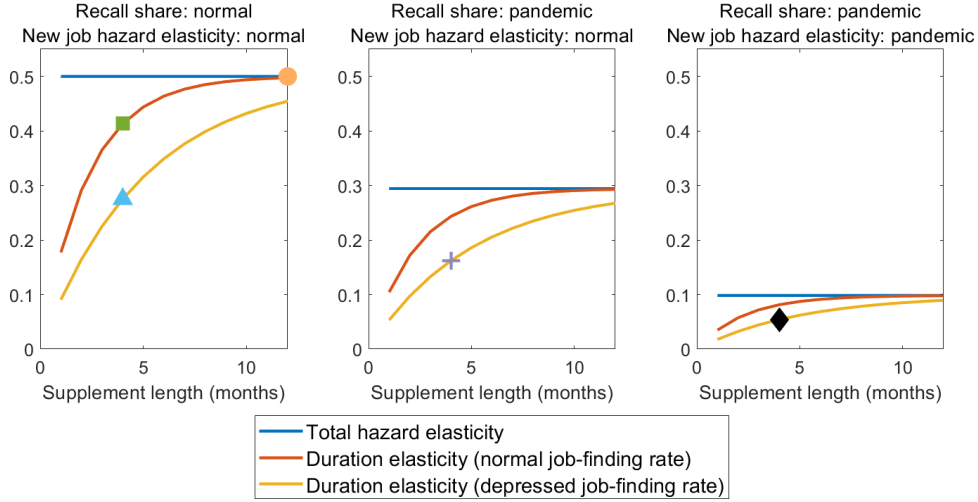 Recall share: normal
New job hazard elasticity: normal
Recall share: pandemic
New job hazard elasticity: normal
Recall share: pandemic
New job hazard elasticity: pandemic
0.5
0.4
0.3
0.2
0.1
0
0
5
10
Supplement length (months)
0.5
0.4
0.3
0.2
0.1
0
0
5
10
Supplement length (months)
0.5
0.4
0.3
0.2
0.1
0
0
5
10
Supplement length (months)
Total hazard elasticity
Duration elasticity (normal job-finding rate)
Duration elasticity (depressed job-finding rate)